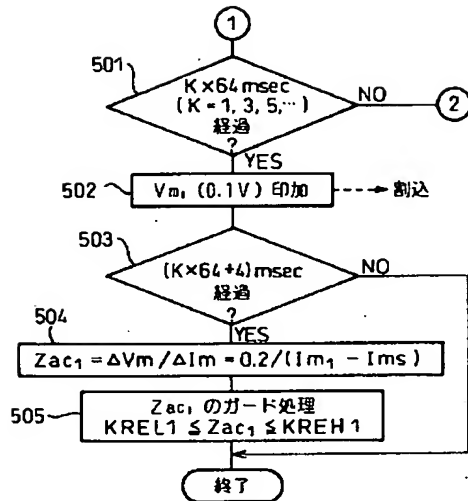 1
501
K×64msec
(K=1, 3, 5,…)
経過
?
NO
2
YES
502
Vm₁ (0.1V) 印加
割込
503
(K×64+4)msec
経過
?
NO
504
YES
Zac₁ = ΔVm / ΔIm = 0.2/(Im₁ − Ims)
505
Zac₁ のガード処理
KREL1 ≦ Zac₁ ≦ KREH1
終了